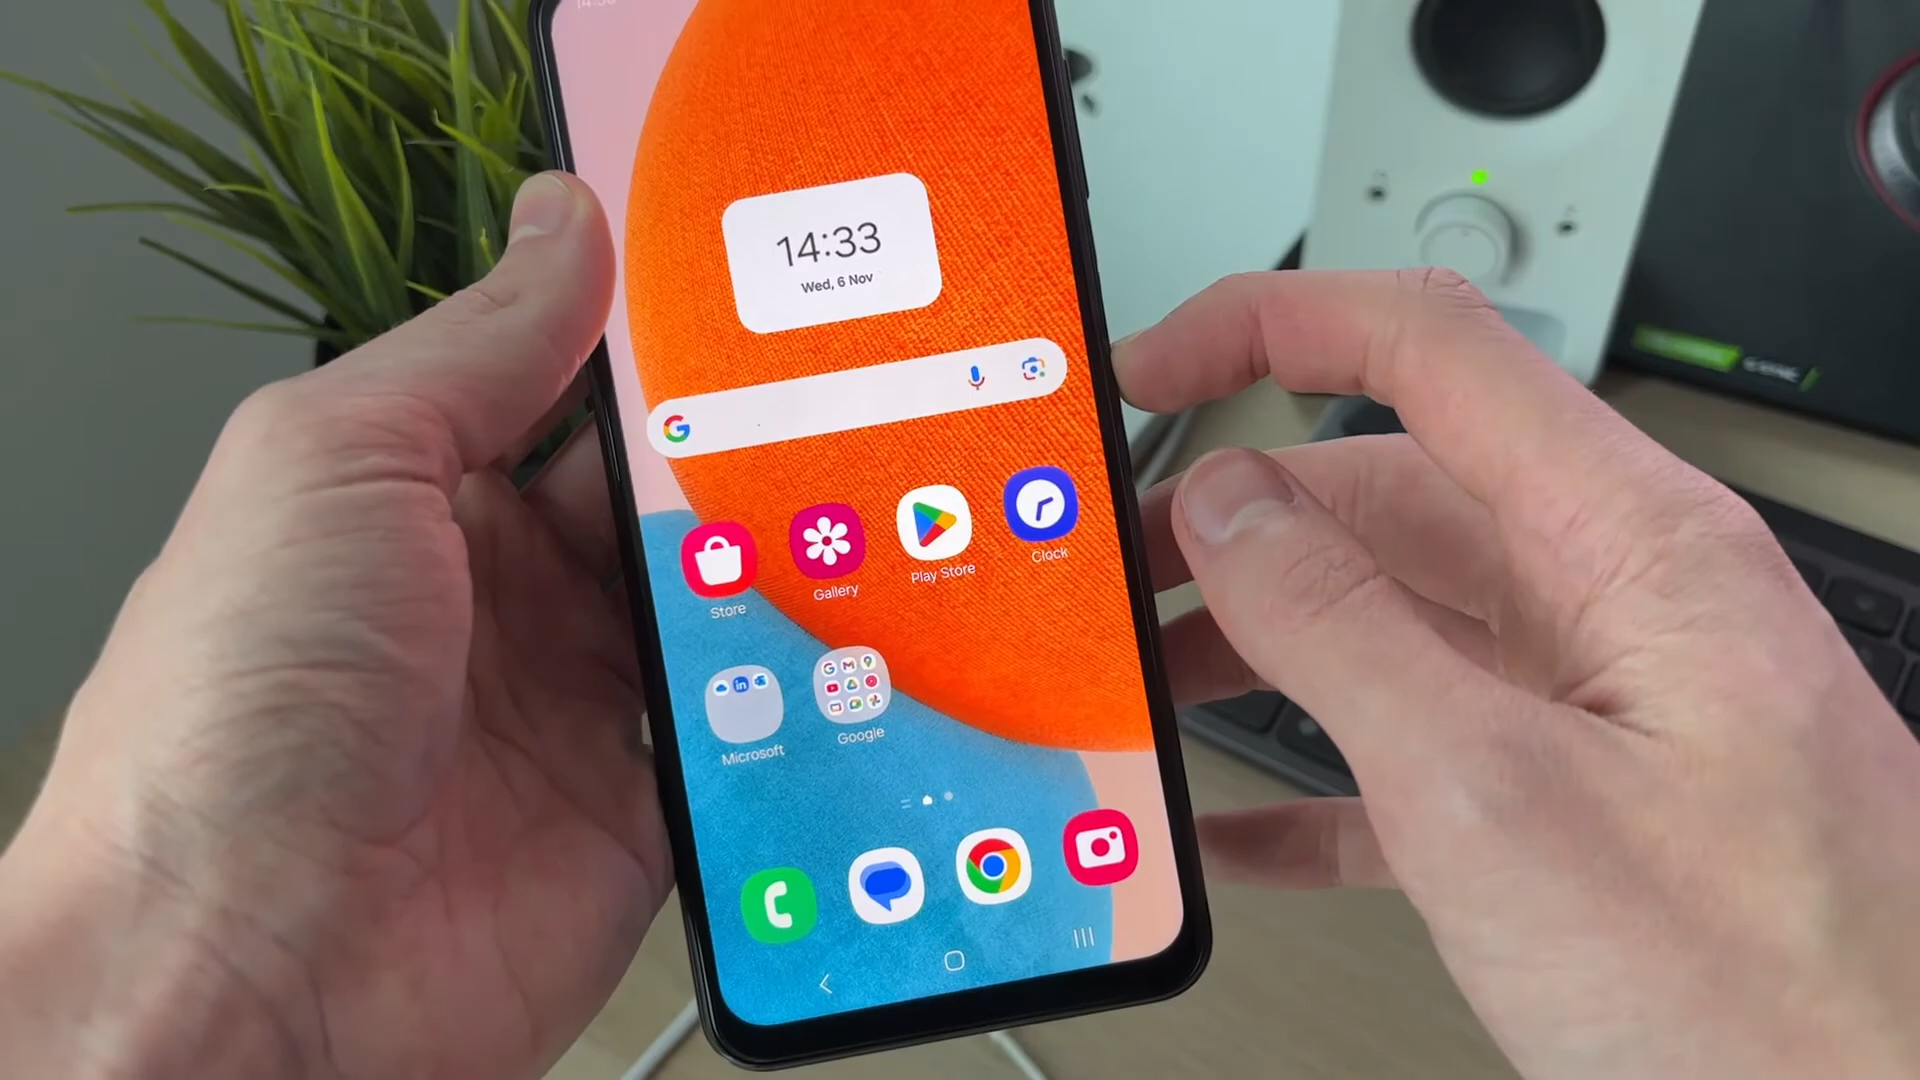 14:33
Wed, 6 Nov
Store
Gallery
Play Store
Clock
Microsoft
Google